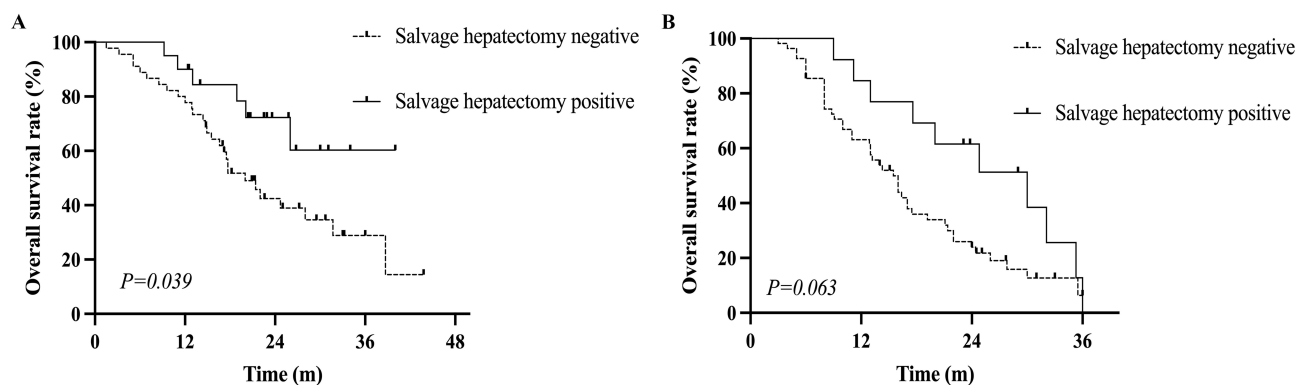 A
Overall survival rate (%)
100
80
60
40
20
0
Salvage hepatectomy negative
Salvage hepatectomy positive
P=0.039
0 12 24 36 48
Time (m)
B
Overall survival rate (%)
100
80
60
40
20
0
Salvage hepatectomy negative
Salvage hepatectomy positive
P=0.063
0 12 24 36
Time (m)